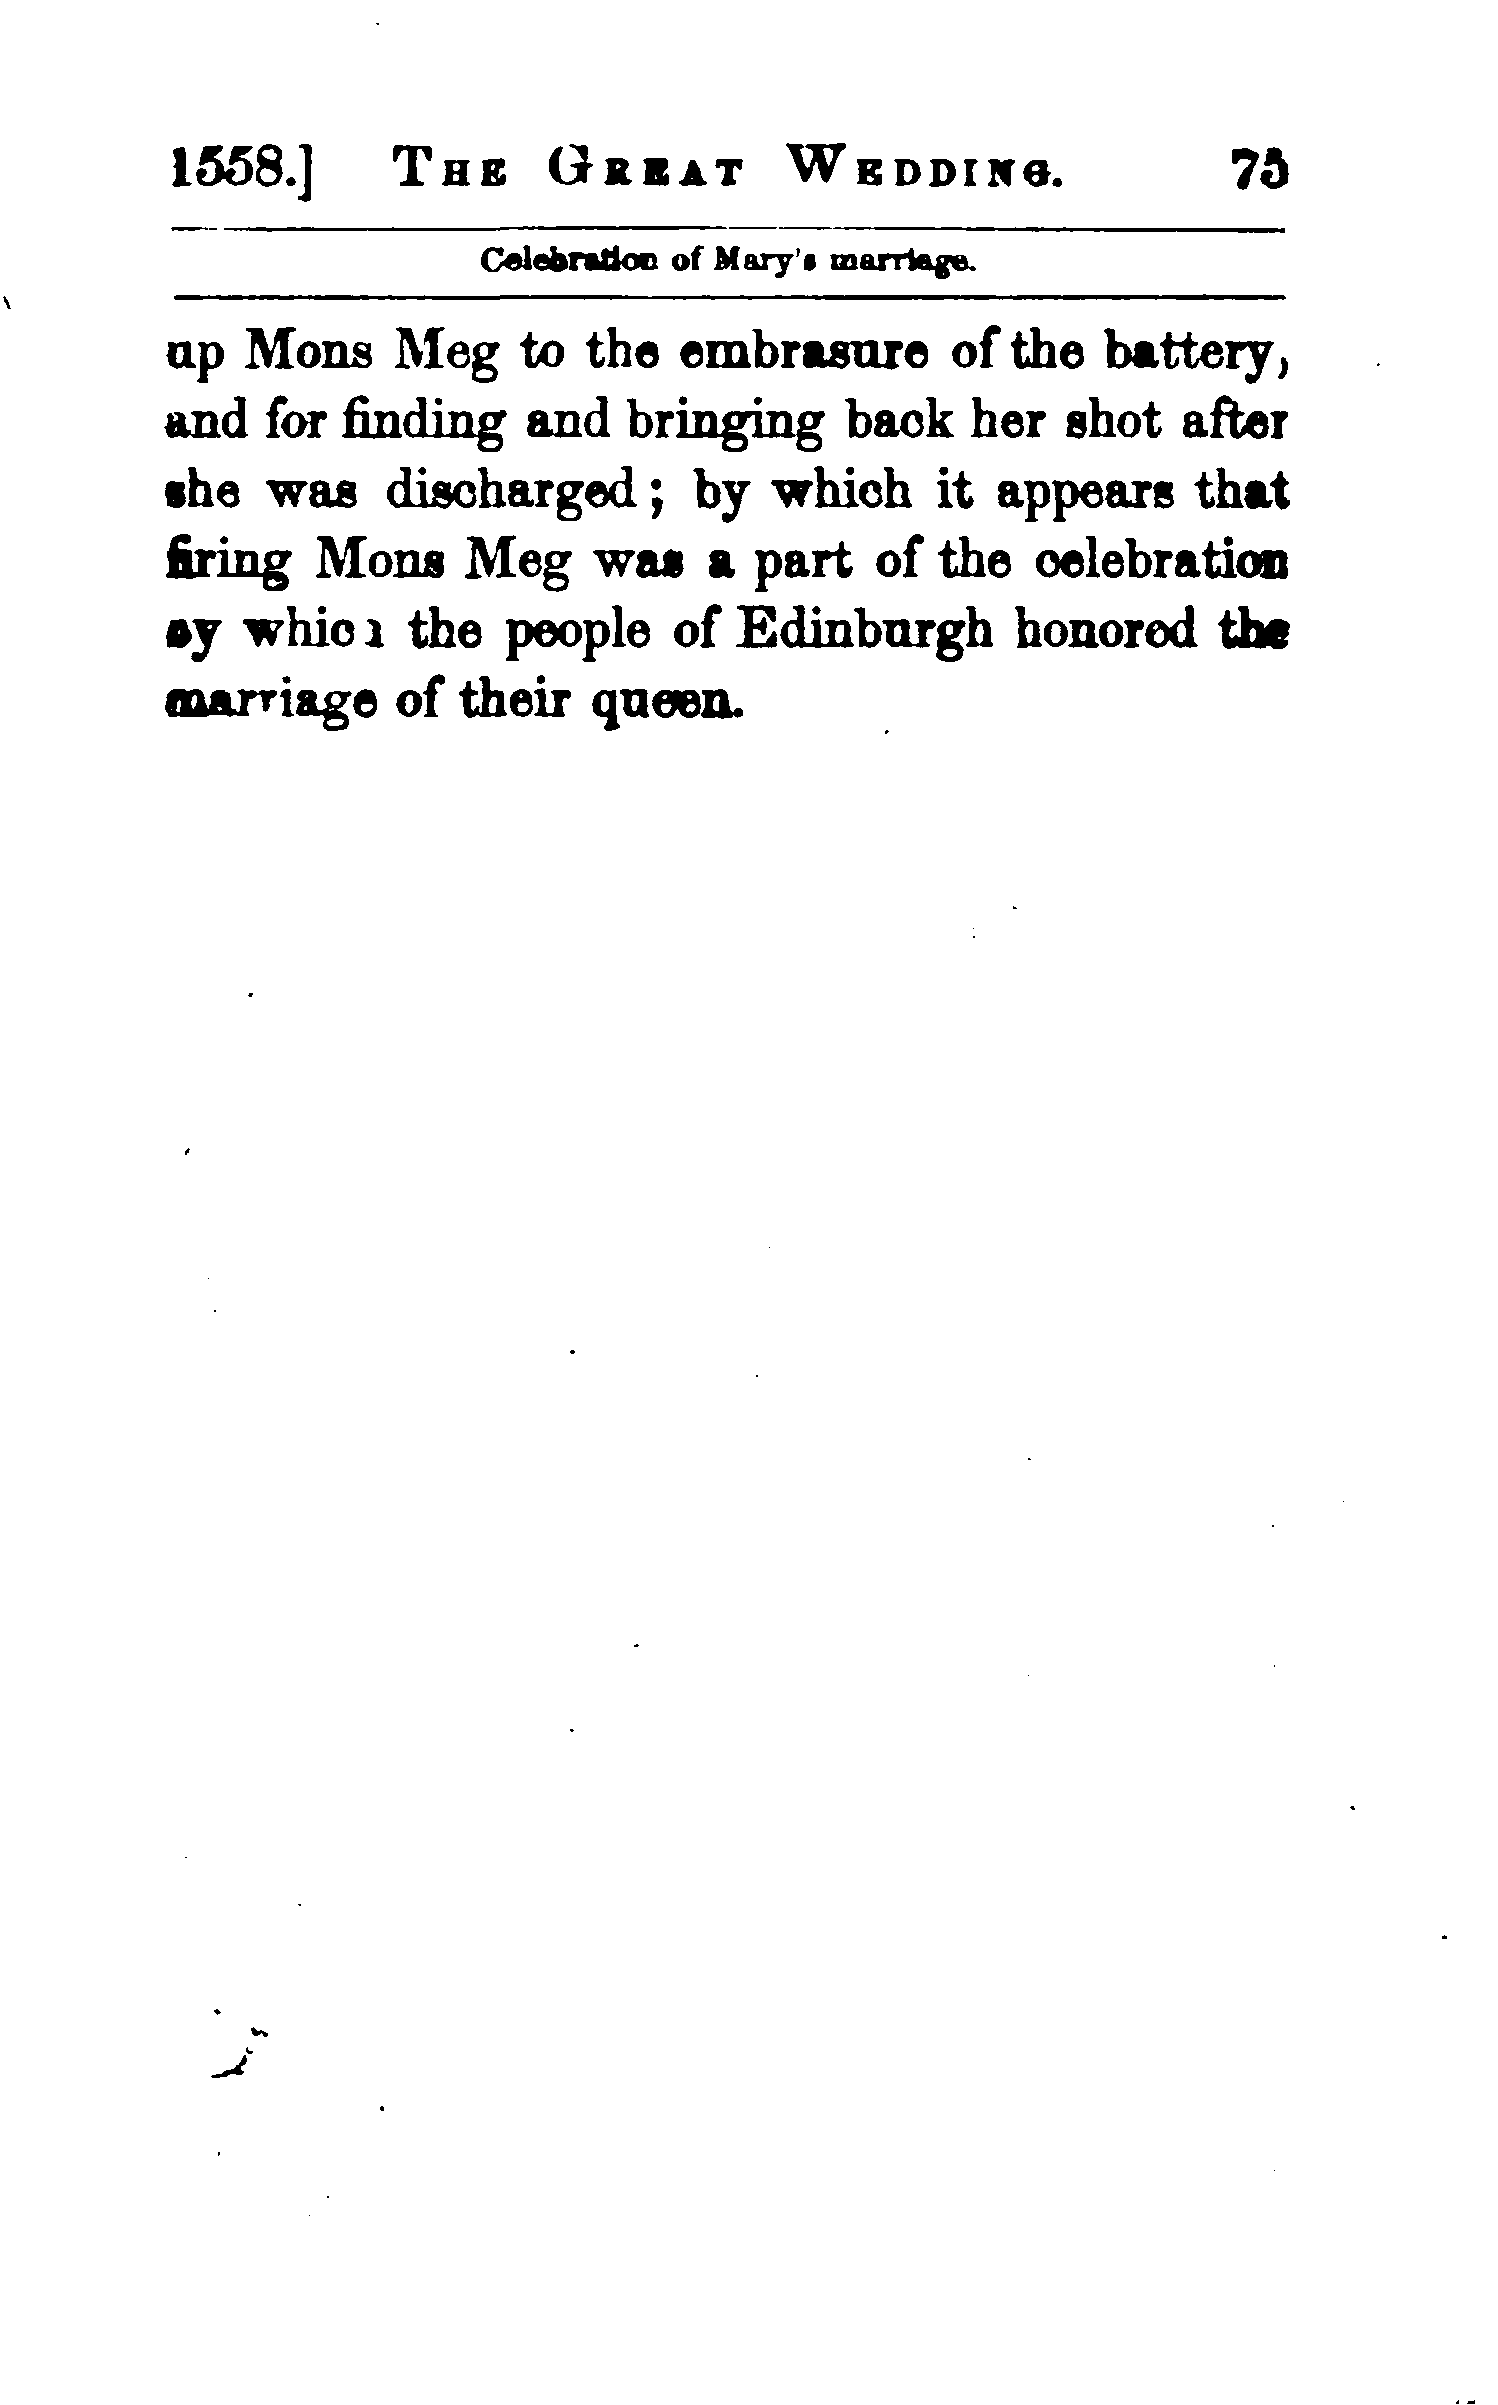 1558.] THE GREAT WEDDING. 75
Celebration of Mary's marriage.
up Mons Meg to the embrasure of the battery,
and for finding and bringing back her shot after
she was discharged; by which it appears that
firing Mons Meg was a part of the celebration
by which the people of Edinburgh honored the
marriage of their queen.